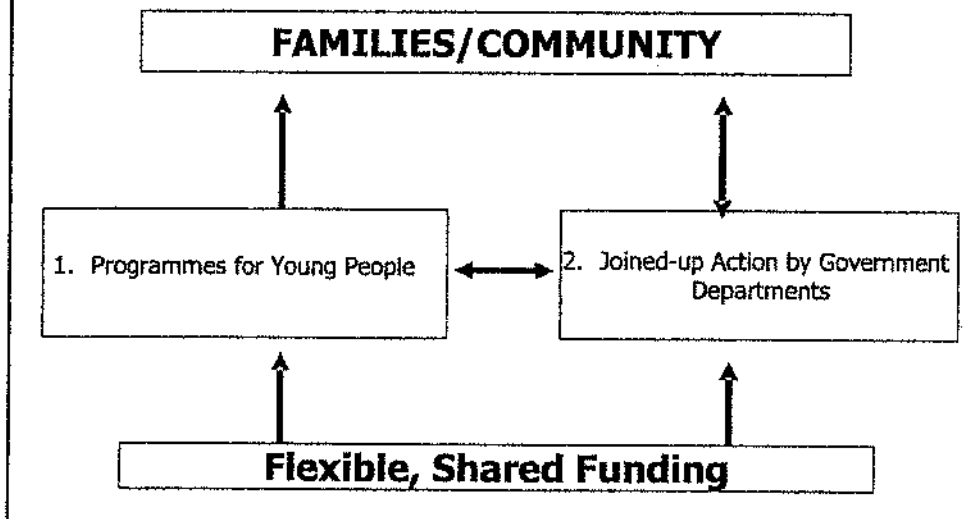 FAMILIES/COMMUNITY
1. Programmes for Young People
2. Joined-up Action by Government
Departments
Flexible, Shared Funding